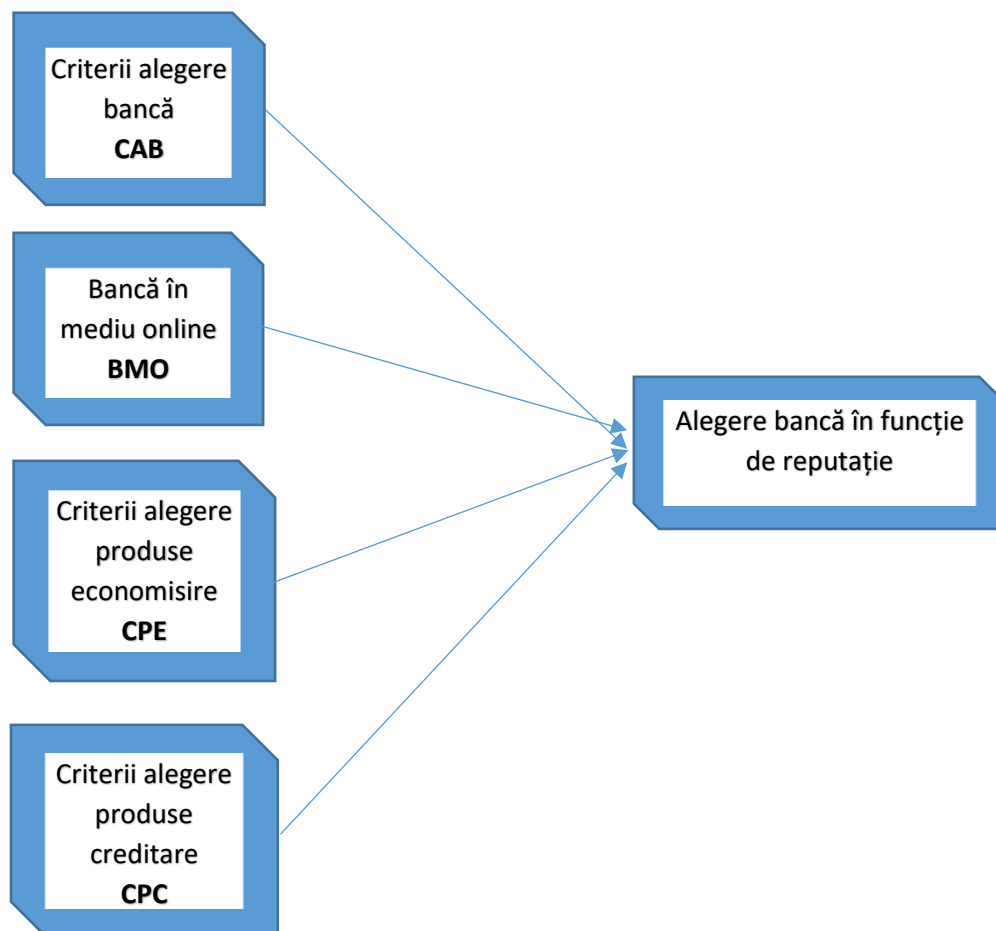 Criterii alegere
bancă
CAB
Bancă în
mediu online
BMO
Criterii alegere
produse
economisire
CPE
Criterii alegere
produse
creditare
CPC
Alegere bancă în funcție
de reputație